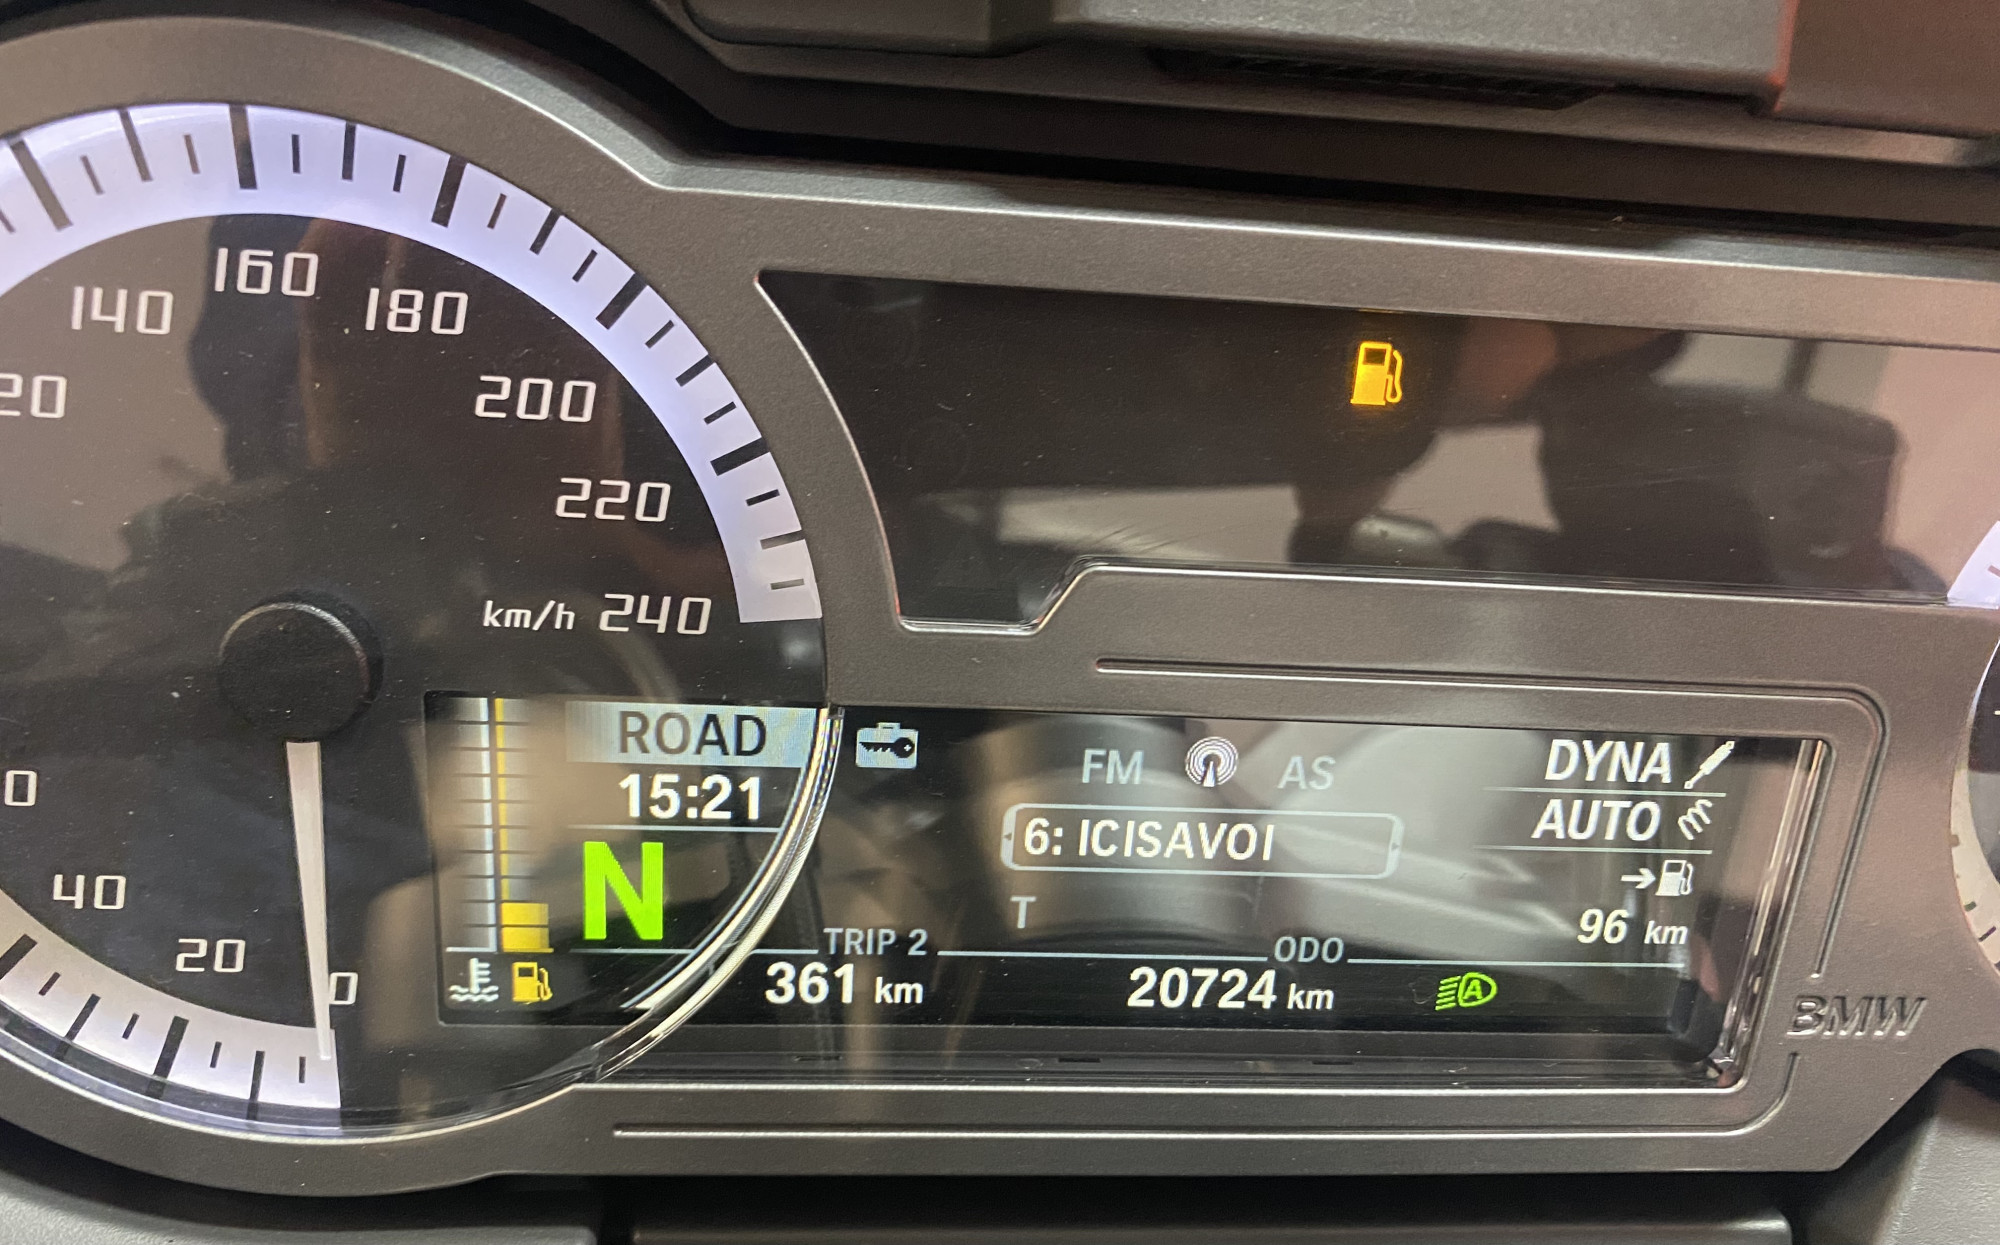 160
140
180
20
200
220
km/h 240
ROAD
FM AS
DYNA
15:21
6: ICISAVOI
AUTO
0
N
40
T
96 km
20
TRIP 2
ODO
0
361 km
20724 km
A
BMW